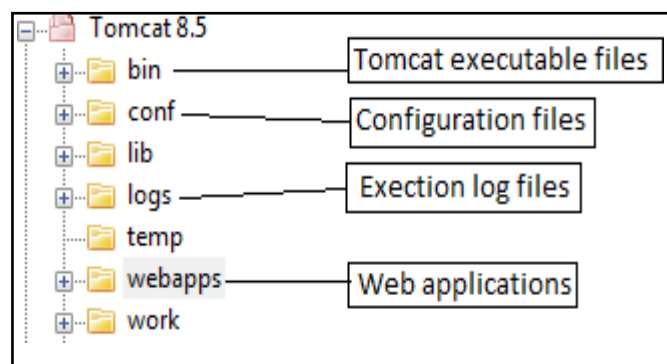 Tomcat 8.5
bin
Tomcat executable files
conf
Configuration files
lib
logs
Exection log files
temp
webapps
Web applications
work